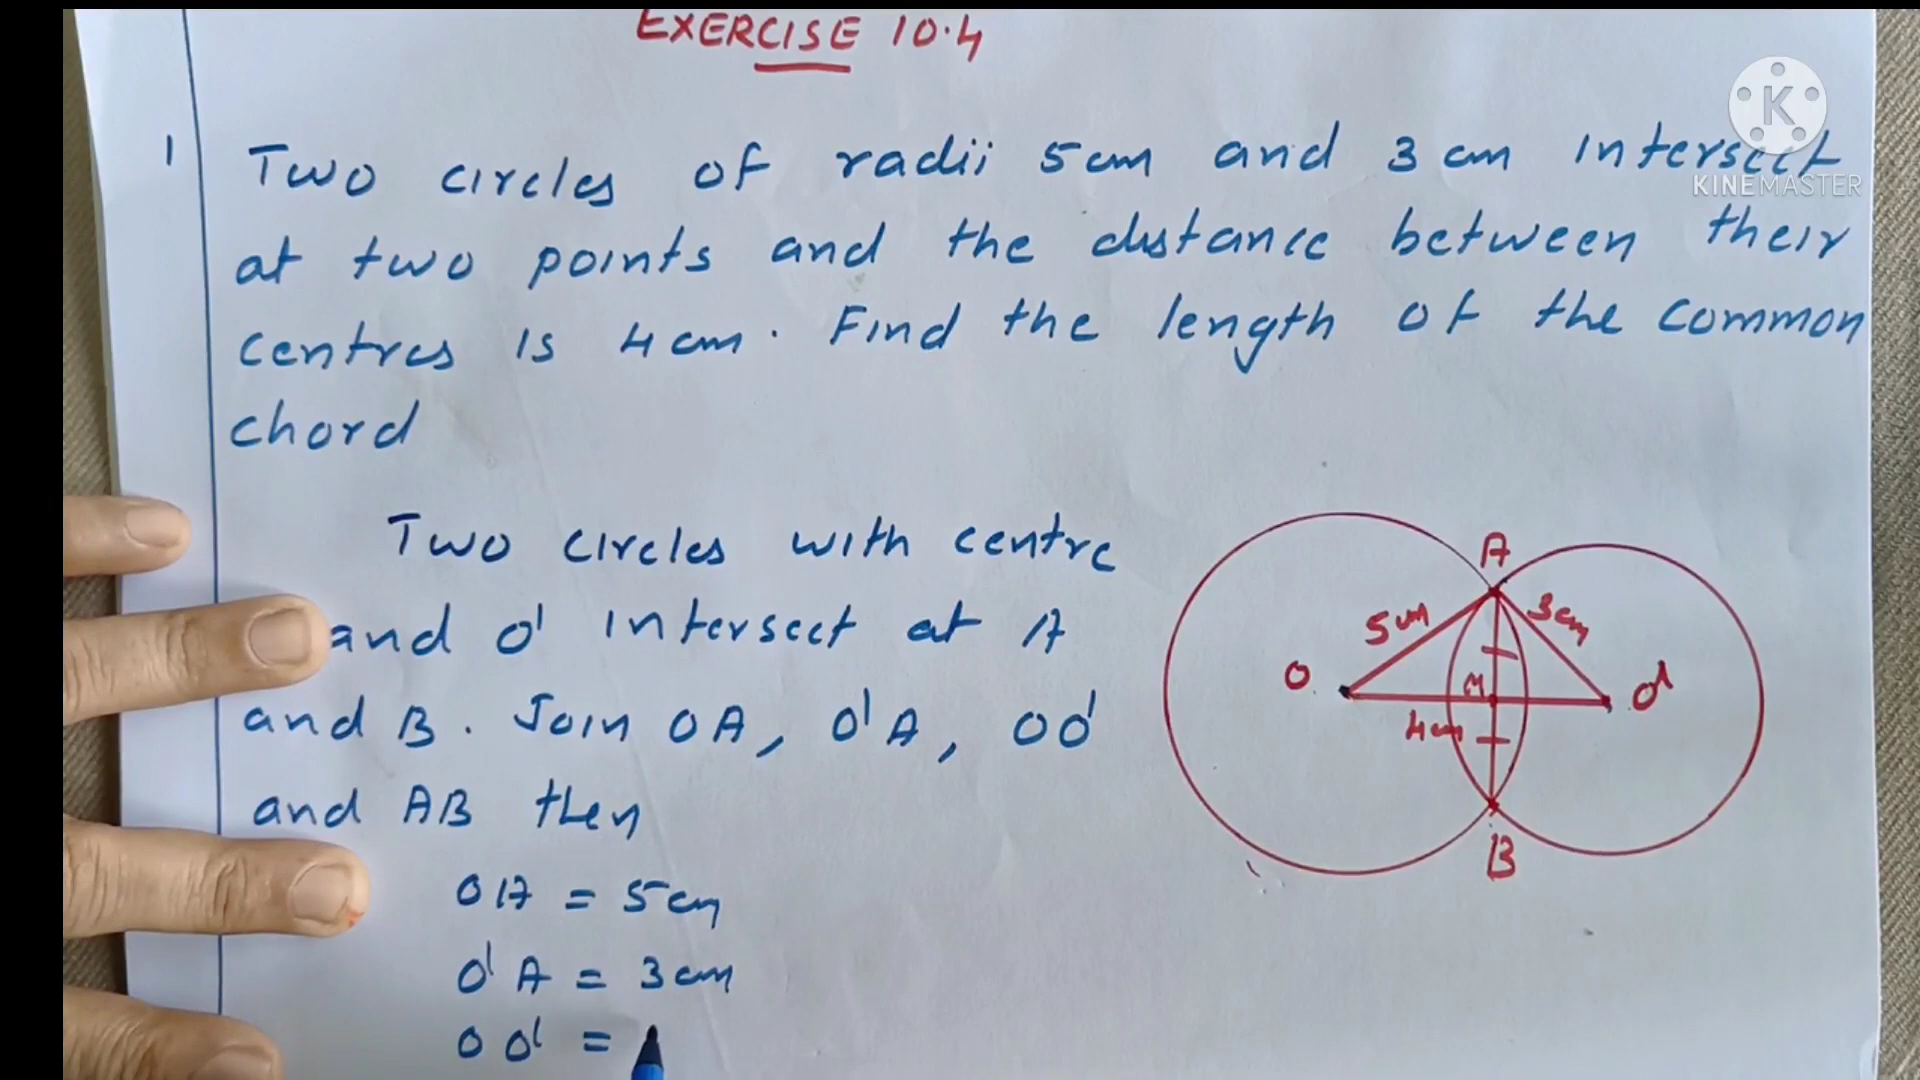 EXERCISE 10.4
1 Two circles of radii 5cm and 3 cm intersect
KINEMASTER
at two points and the distance between their
centres is 4cm. Find the length of the common
chord
Two circles with centre
and O' intersect at A
and B. Join OA, O'A, OO'
and AB then
OA = 5cm
O'A = 3cm
OO' =
A
5cm
3cm
O
M
O'
4cm
B
K